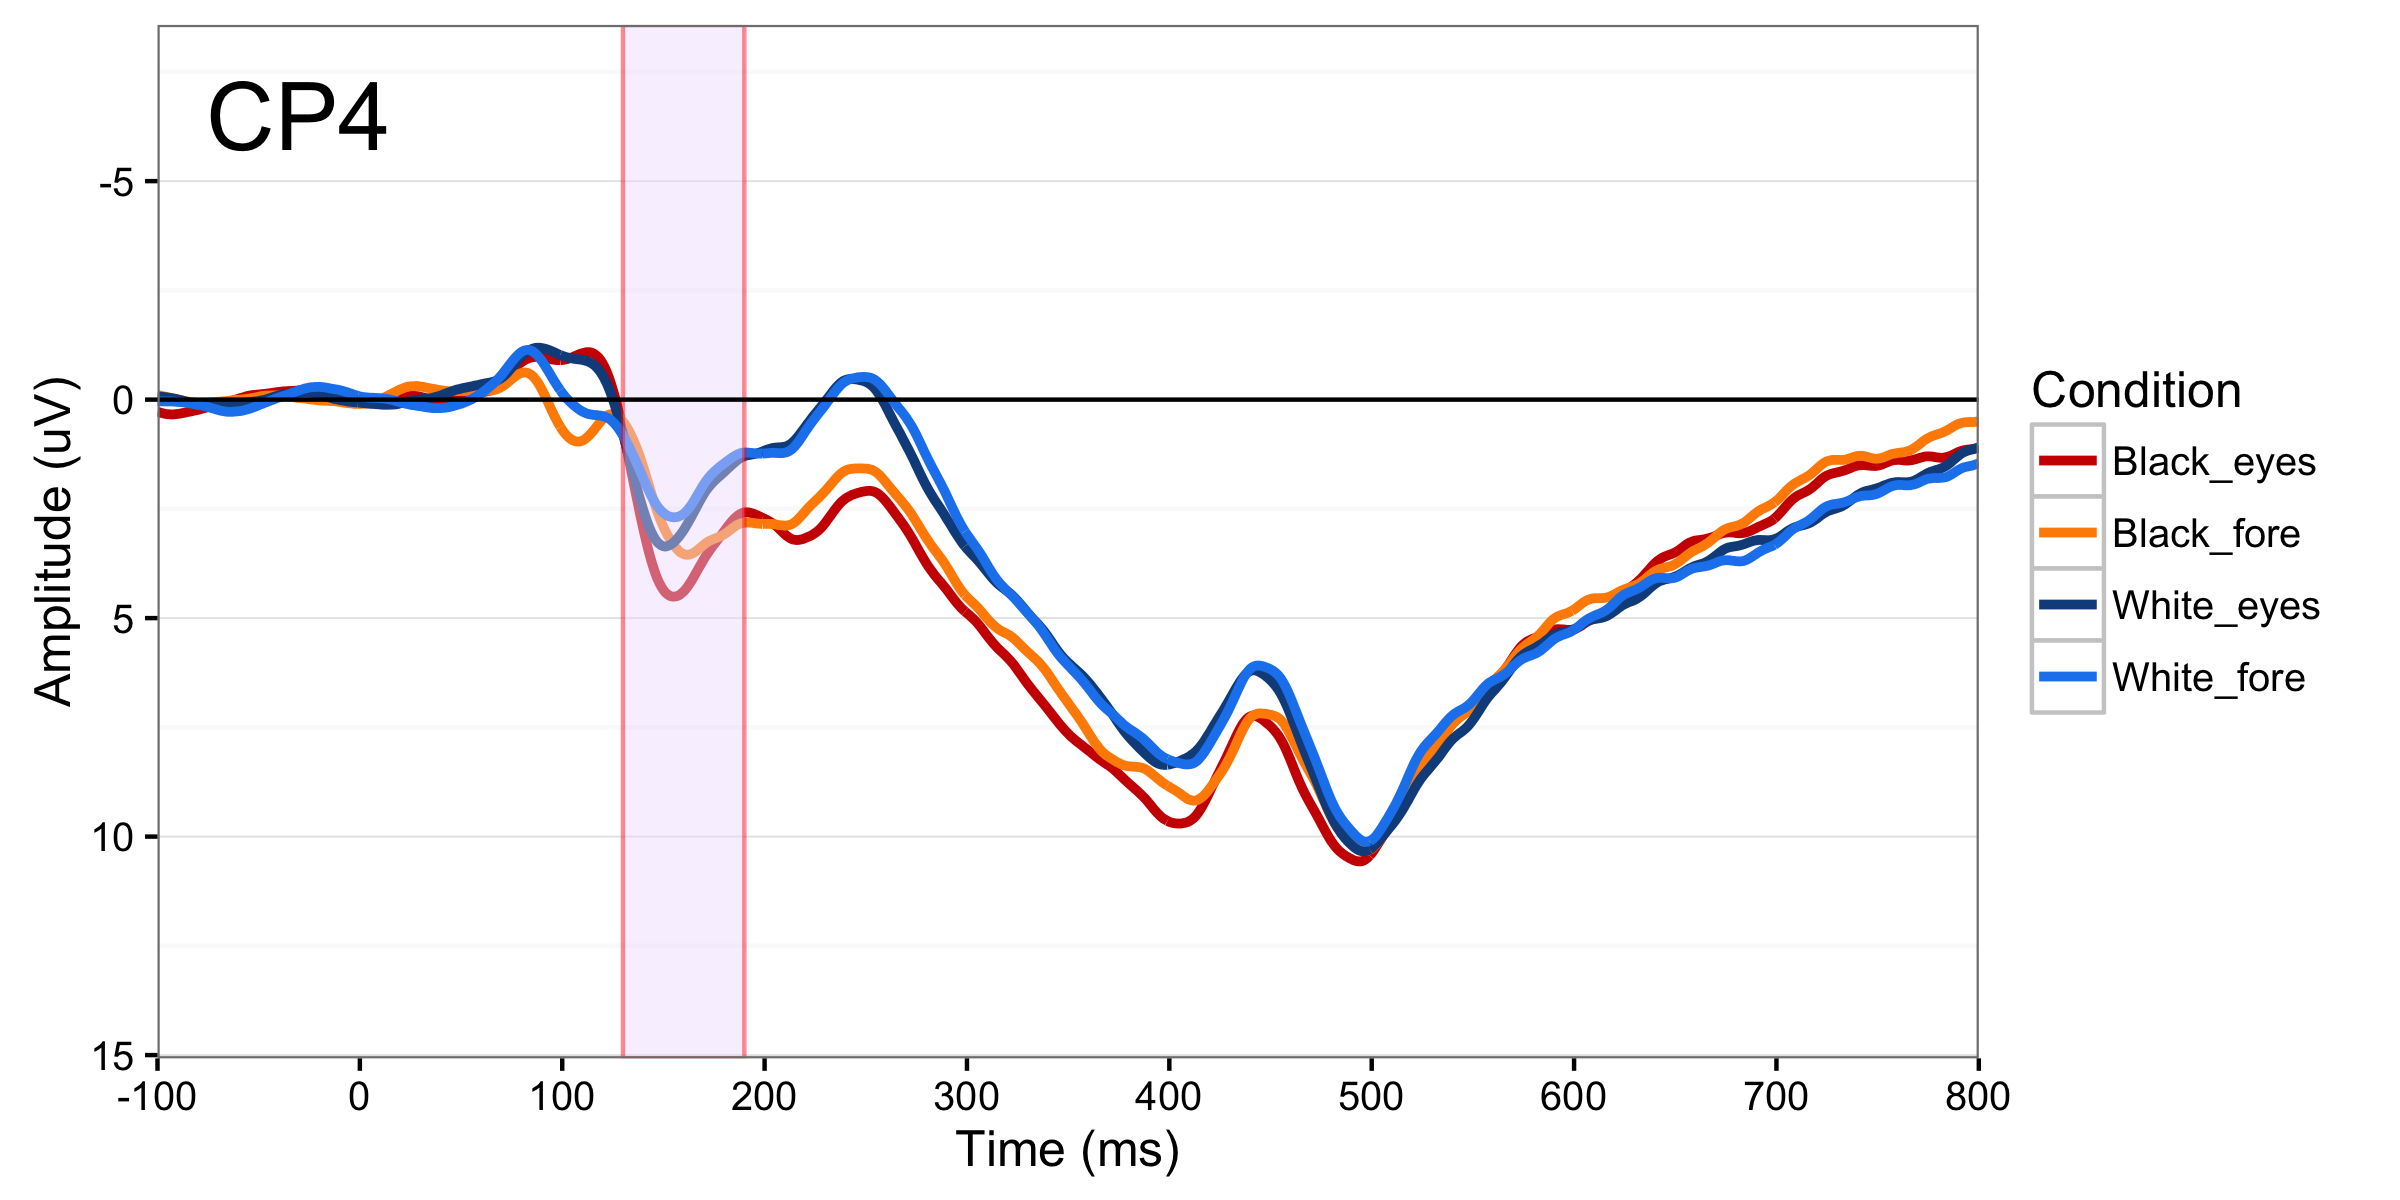 CP4
-5
0
5
10
15
Amplitude (uV)
-100 0 100 200 300 400 500 600 700 800
Time (ms)
Condition
Black_eyes
Black_fore
White_eyes
White_fore